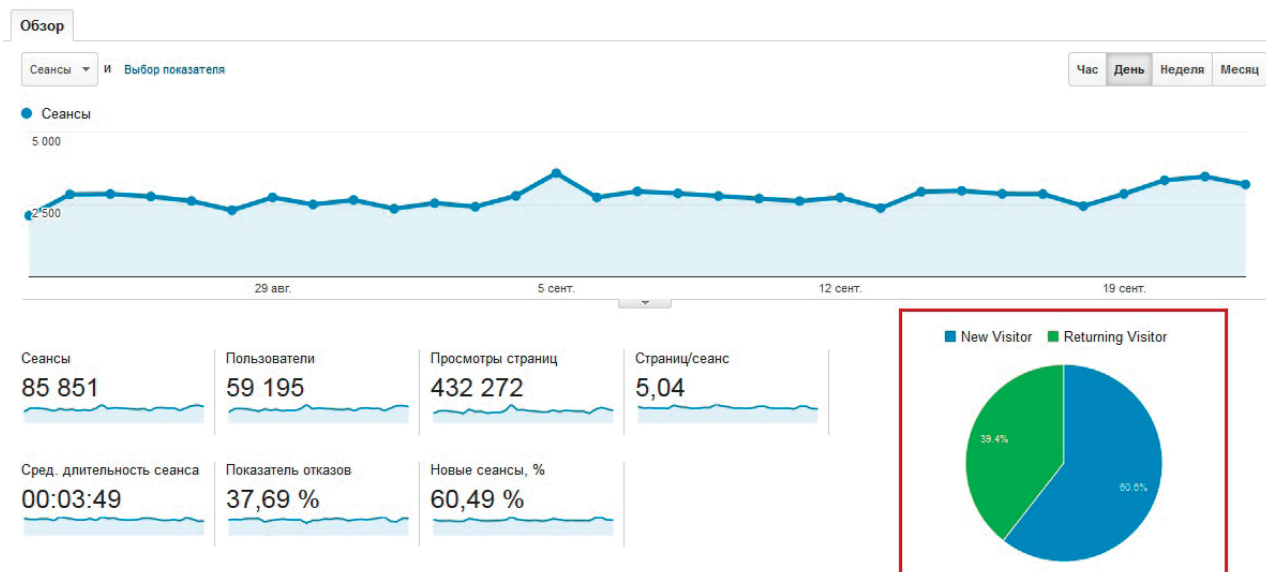 Обзор
Сеансы и Выбор показателя
Час День Неделя Месяц
Сеансы
5 000
2 500
29 авг. 5 сент. 12 сент. 19 сент.
New Visitor Returning Visitor
Сеансы Пользователи Просмотры страниц Страниц/сеанс
85 851 59 195 432 272 5,04
39.4%
60.6%
Сред. длительность сеанса Показатель отказов Новые сеансы, %
00:03:49 37,69 % 60,49 %